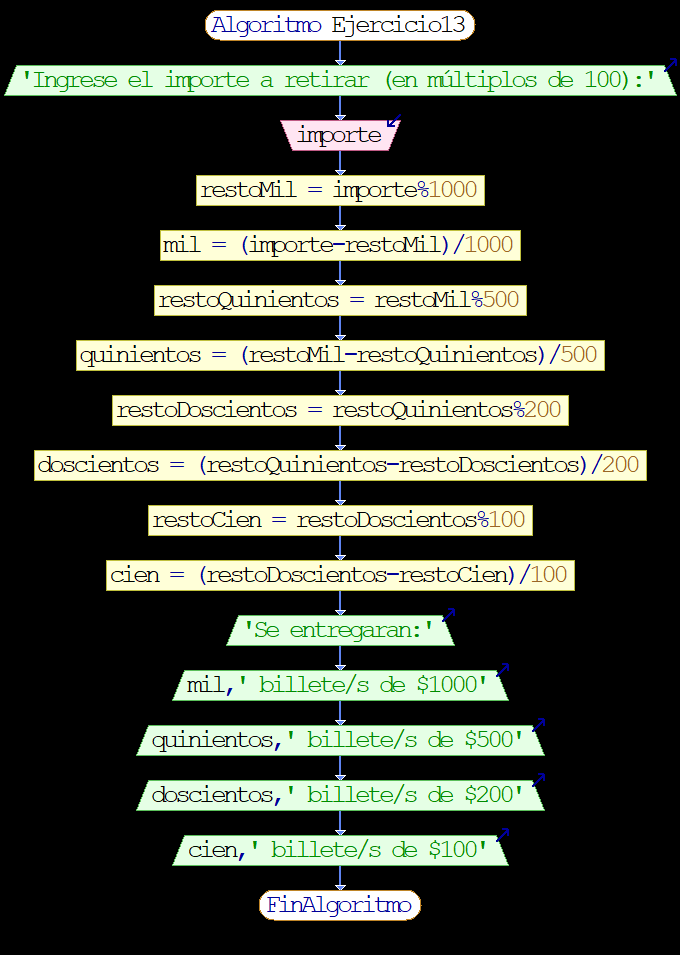 Algoritmo Ejercicio13
'Ingrese el importe a retirar (en múltiplos de 100):'
importe
restoMil = importe%1000
mil = (importe-restoMil)/1000
restoQuinientos = restoMil%500
quinientos = (restoMil-restoQuinientos)/500
restoDoscientos = restoQuinientos%200
doscientos = (restoQuinientos-restoDoscientos)/200
restoCien = restoDoscientos%100
cien = (restoDoscientos-restoCien)/100
'Se entregaran:'
mil,' billete/s de $1000'
quinientos,' billete/s de $500'
doscientos,' billete/s de $200'
cien,' billete/s de $100'
FinAlgoritmo